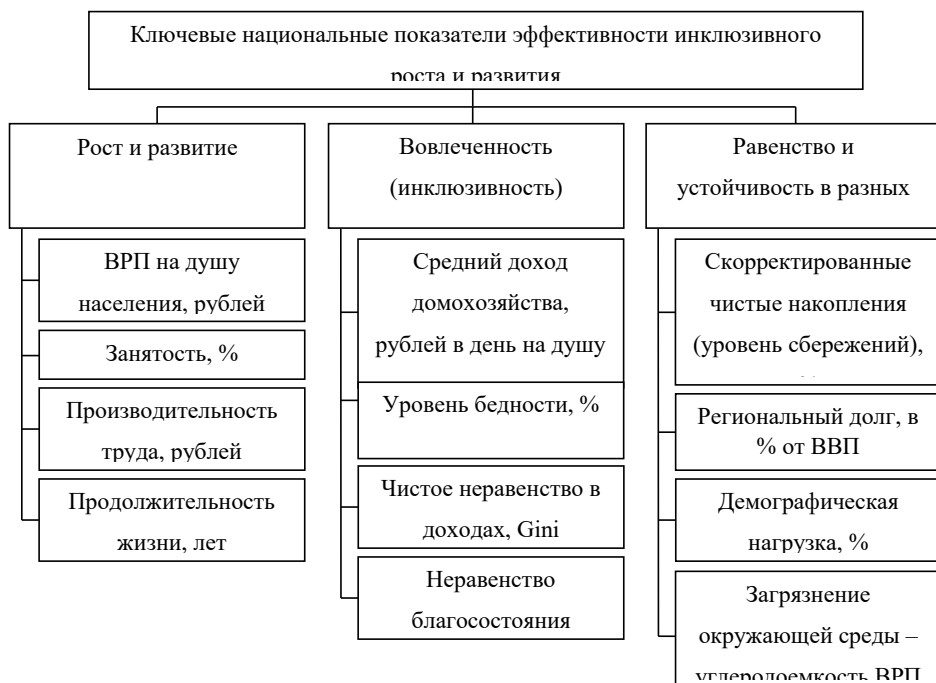 Ключевые национальные показатели эффективности инклюзивного
роста и развития
Рост и развитие
ВРП на душу
населения, рублей
Занятость, %
Производительность
труда, рублей
Продолжительность
жизни, лет
Вовлеченность
(инклюзивность)
Средний доход
домохозяйства,
рублей в день на душу
Уровень бедности, %
Чистое неравенство в
доходах, Gini
Неравенство
благосостояния
Равенство и
устойчивость в разных
Скорректированные
чистые накопления
(уровень сбережений),
Региональный долг, в
% от ВВП
Демографическая
нагрузка, %
Загрязнение
окружающей среды –
углеродоемкость ВРП